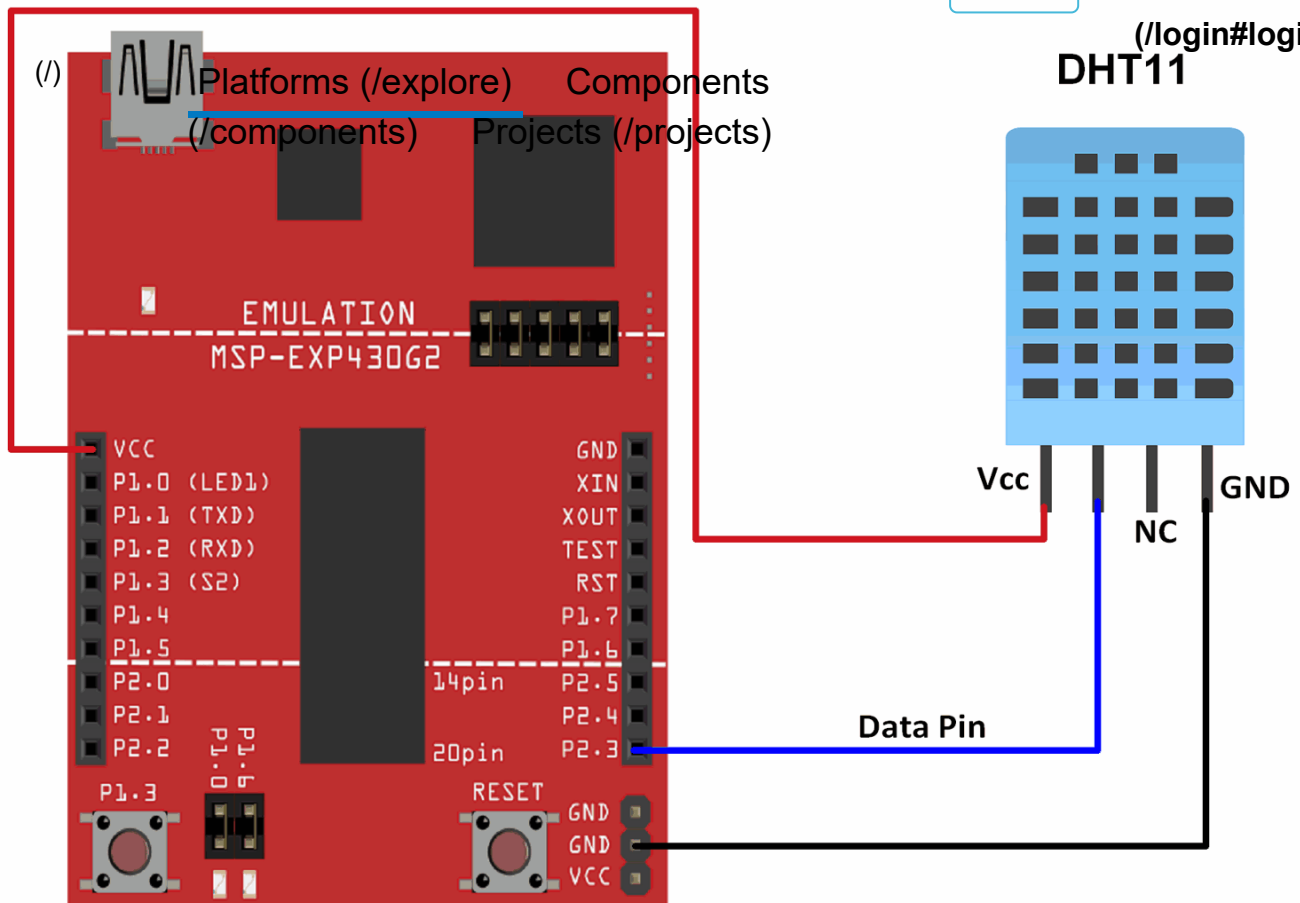 (/login#logi
DHT11
(/)
Platforms (/explore) Components
(/components) Projects (/projects)
EMULATION
MSP-EXP430G2
VCC
P1.0 (LED1)
P1.1 (TXD)
P1.2 (RXD)
P1.3 (S2)
P1.4
P1.5
P2.0
P2.1
P2.2
GND
XIN
XOUT
TEST
RST
P1.7
P1.6
P2.5
P2.4
P2.3
14pin
20pin
Vcc
GND
NC
Data Pin
P1.0
P1.6
P1.3
RESET
GND
GND
VCC